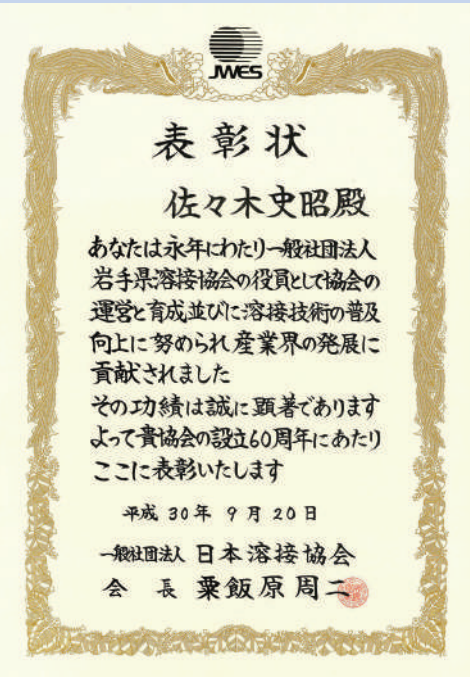 JWES
表彰状
佐々木史昭殿
あなたは永年にわたり一般社団法人
岩手県溶接協会の役員として協会の
運営と育成並びに溶接技術の普及
向上に努められ産業界の発展に
貢献されました
その功績は誠に顕著であります
よって貴協会の設立60周年にあたり
ここに表彰いたします
平成30年9月20日
一般社団法人 日本溶接協会
会長 粟飯原周二